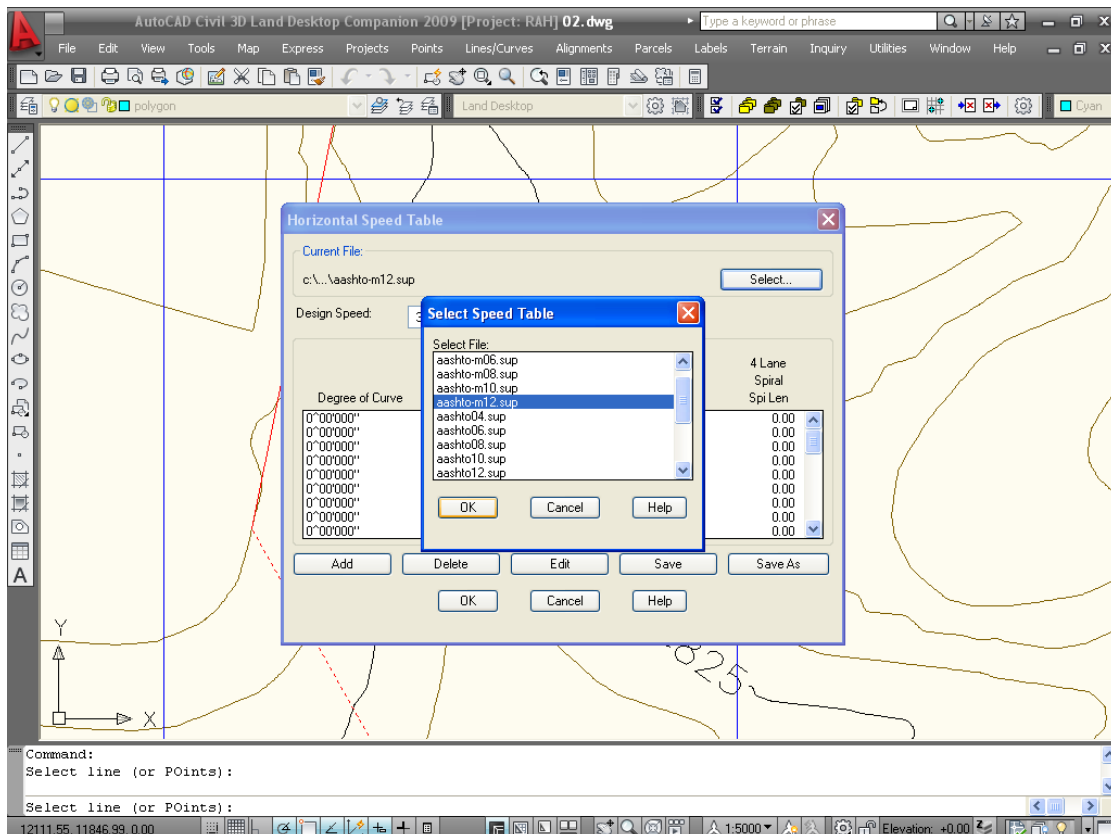 AutoCAD Civil 3D Land Desktop Companion 2009 [Project: RAH] 02.dwg
Type a keyword or phrase
File Edit View Tools Map Express Projects Points Lines/Curves Alignments Parcels Labels Terrain Inquiry Utilities Window Help
polygon
Land Desktop
Cyan
Horizontal Speed Table
Current File:
c:\...\aashto-m12.sup
Select...
Design Speed:
Select Speed Table
Select File:
aashto-m06.sup
aashto-m08.sup
aashto-m10.sup
aashto-m12.sup
aashto04.sup
aashto06.sup
aashto08.sup
aashto10.sup
aashto12.sup
OK Cancel Help
4 Lane
Spiral
Degree of Curve Spi Len
0^00'000" 0.00
0^00'000" 0.00
0^00'000" 0.00
0^00'000" 0.00
0^00'000" 0.00
0^00'000" 0.00
0^00'000" 0.00
0^00'000" 0.00
0^00'000" 0.00
Add Delete Edit Save Save As
OK Cancel Help
825
Y
X
Command:
Select line (or POints):
Select line (or POints):
12111.55, 11846.99, 0.00
1:5000
Elevation: +0.00
A